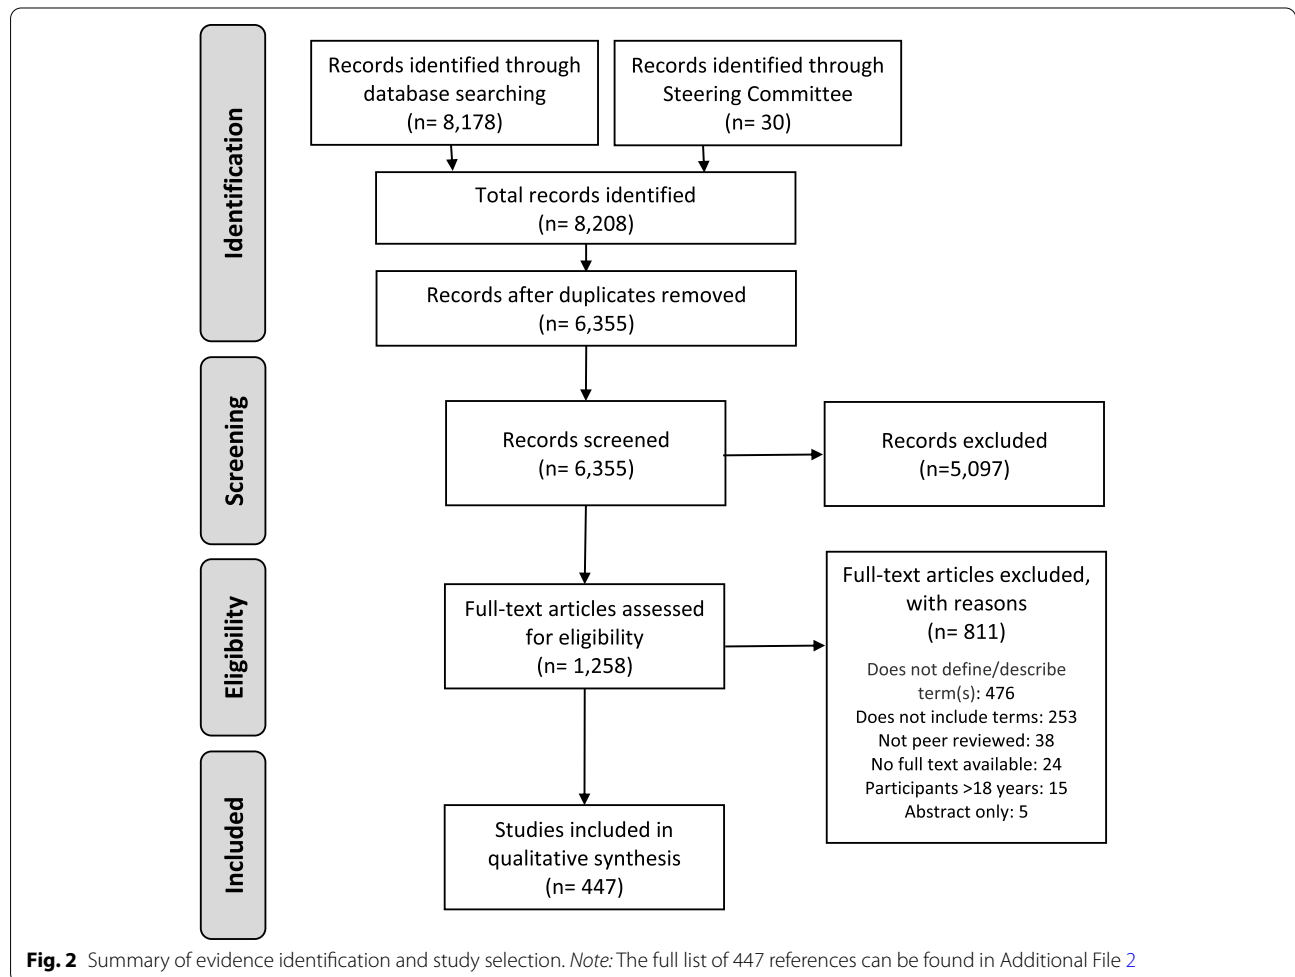 Identification
Records identified through
database searching
(n= 8,178)
Records identified through
Steering Committee
(n= 30)
Total records identified
(n= 8,208)
Records after duplicates removed
(n= 6,355)
Screening
Records screened
(n= 6,355)
Records excluded
(n=5,097)
Eligibility
Full-text articles assessed
for eligibility
(n= 1,258)
Full-text articles excluded,
with reasons
(n= 811)
Does not define/describe
term(s): 476
Does not include terms: 253
Not peer reviewed: 38
No full text available: 24
Participants >18 years: 15
Abstract only: 5
Included
Studies included in
qualitative synthesis
(n= 447)
Fig. 2 Summary of evidence identification and study selection. Note: The full list of 447 references can be found in Additional File 2